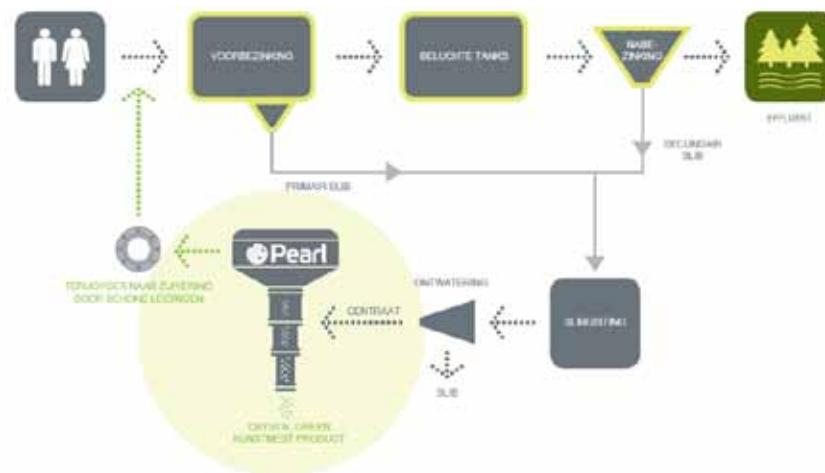 VOORBEZINKING
BELUCHTE TANKS
NABE-
ZINKING
EFFLUENT
SECUNDAIR
SLIB
PRIMAIR SLIB
Pearl
TERUGVOER NAAR ZUIVERING
DOOR SCHONE LEIDINGEN
ONTWATERING
CENTRAAT
SLIBGISTING
SLIB
CRYSTAL GREEN
KUNSTMEST PRODUCT